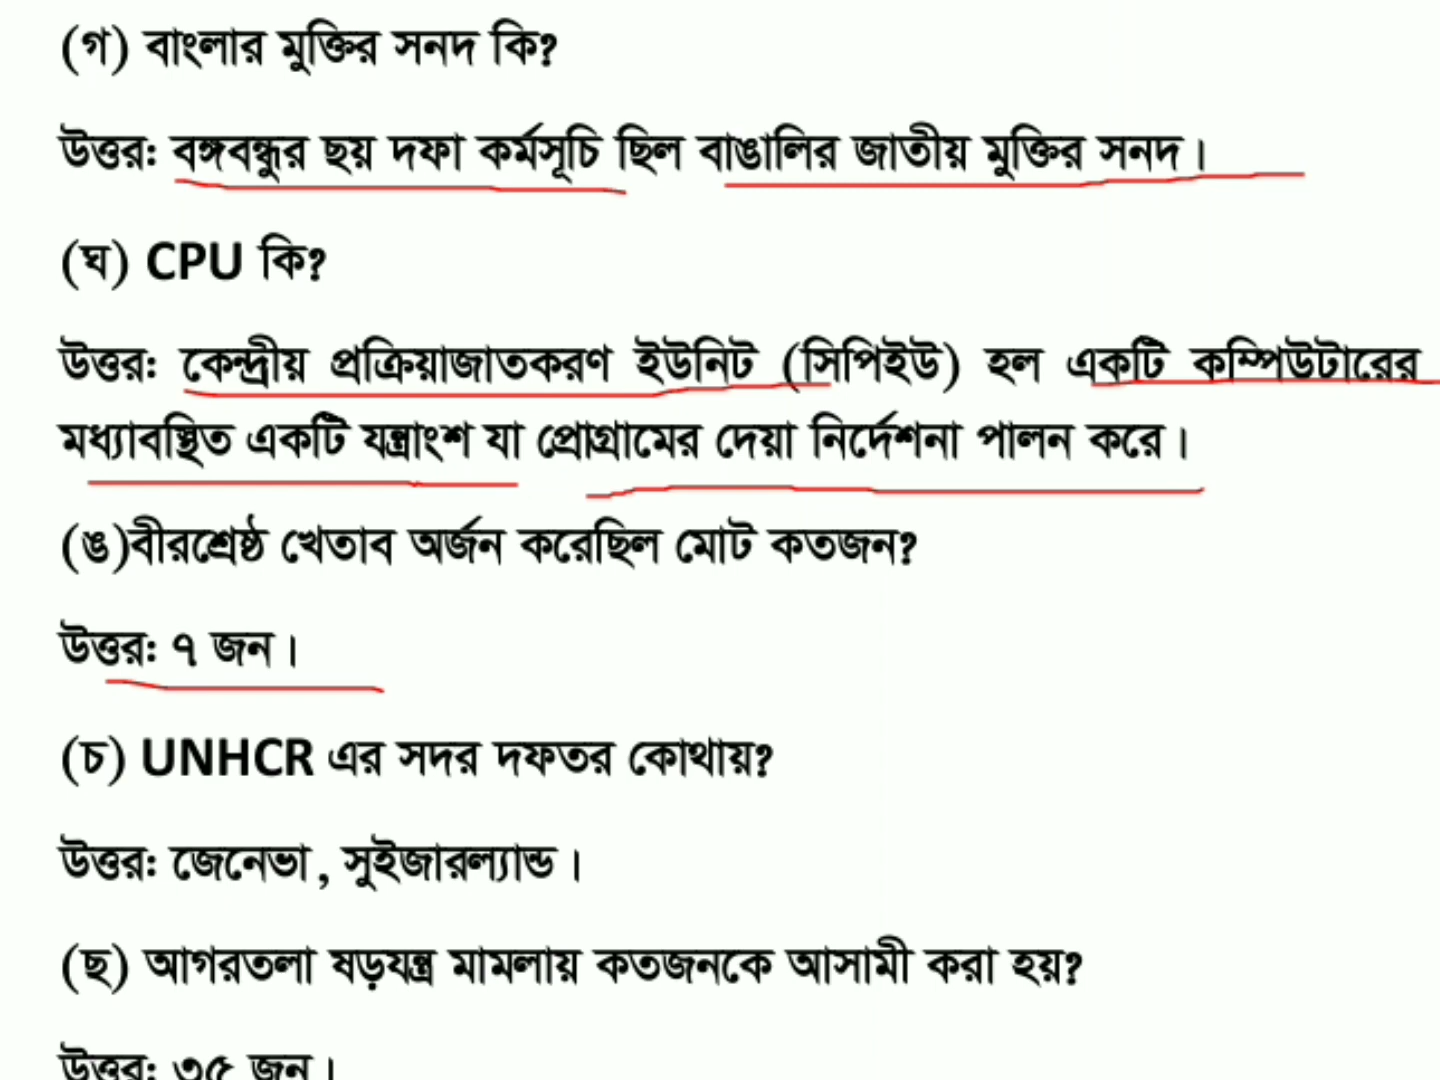 (গ) বাংলার মুক্তির সনদ কি?
উত্তর: বঙ্গবন্ধুর ছয় দফা কর্মসূচি ছিল বাঙালির জাতীয় মুক্তির সনদ।
(ঘ) CPU কি?
উত্তর: কেন্দ্রীয় প্রক্রিয়াজাতকরণ ইউনিট (সিপিইউ) হল একটি কম্পিউটারের
মধ্যাবস্থিত একটি যন্ত্রাংশ যা প্রোগ্রামের দেয়া নির্দেশনা পালন করে।
(ঙ)বীরশ্রেষ্ঠ খেতাব অর্জন করেছিল মোট কতজন?
উত্তর: ৭ জন।
(চ) UNHCR এর সদর দফতর কোথায়?
উত্তর: জেনেভা, সুইজারল্যান্ড।
(ছ) আগরতলা ষড়যন্ত্র মামলায় কতজনকে আসামী করা হয়?
উত্তর: ৩৫ জন।